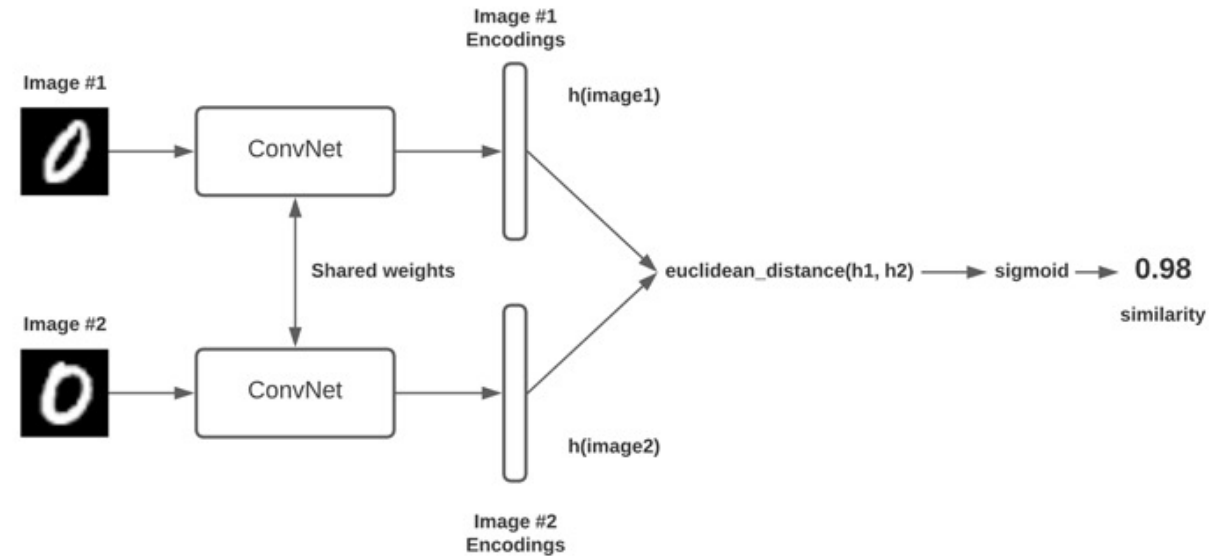 Image #1
Encodings
Image #1
h(image1)
ConvNet
Shared weights
euclidean_distance(h1, h2)
sigmoid
0.98
similarity
Image #2
ConvNet
h(image2)
Image #2
Encodings